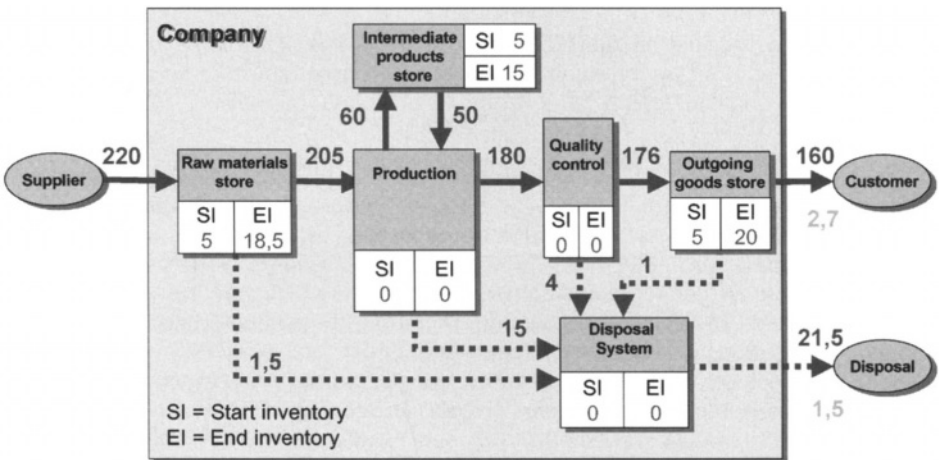 Company
Intermediate products store
SI 5
EI 15
60
50
220
205
180
176
160
Supplier
Raw materials store
SI EI
5 18,5
Production
SI EI
0 0
Quality control
SI EI
0 0
Outgoing goods store
SI EI
5 20
Customer
2,7
4
1
15
1,5
Disposal System
SI EI
0 0
21,5
Disposal
1,5
SI = Start inventory
EI = End inventory